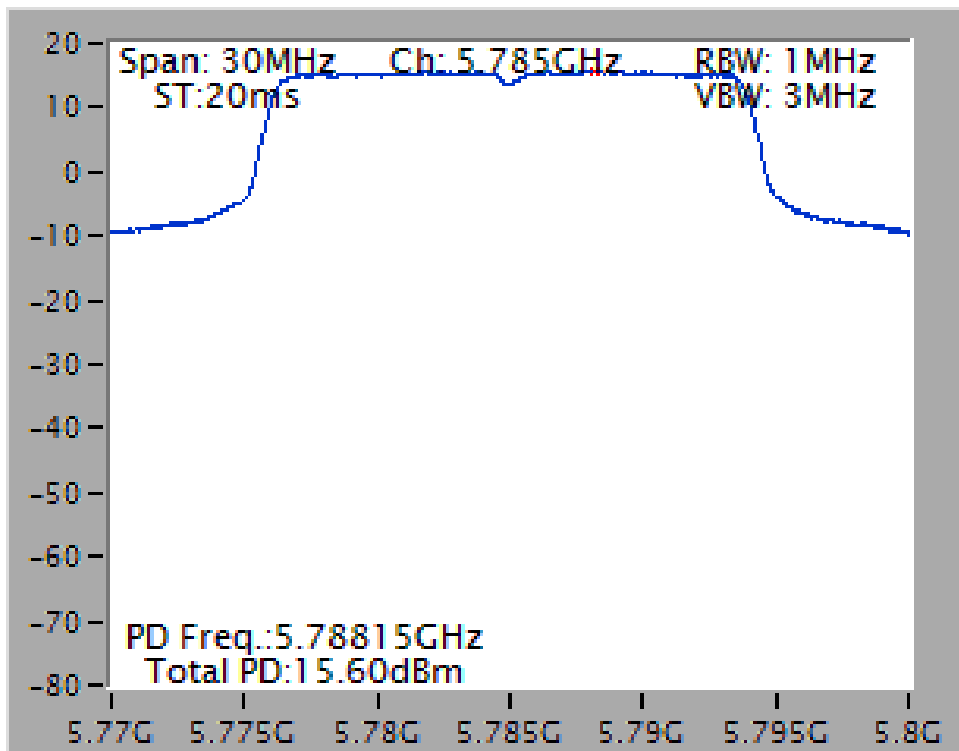 20
Span: 30MHz Ch: 5.785GHz RBW: 1MHz
10
ST:20ms VBW: 3MHz
0
-10
-20
-30
-40
-50
-60
-70
PD Freq.:5.78815GHz
Total PD:15.60dBm
-80
5.77G 5.775G 5.78G 5.785G 5.79G 5.795G 5.8G